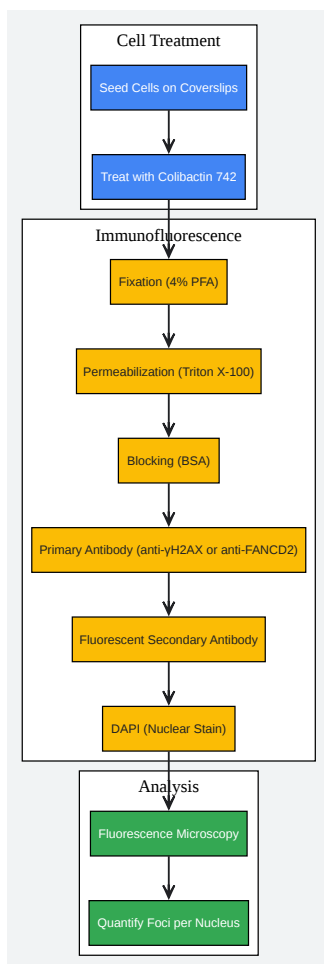 Cell Treatment
Seed Cells on Coverslips
Treat with Colibactin 742
Immunofluorescence
Fixation (4% PFA)
Permeabilization (Triton X-100)
Blocking (BSA)
Primary Antibody (anti-γH2AX or anti-FANCD2)
Fluorescent Secondary Antibody
DAPI (Nuclear Stain)
Analysis
Fluorescence Microscopy
Quantify Foci per Nucleus